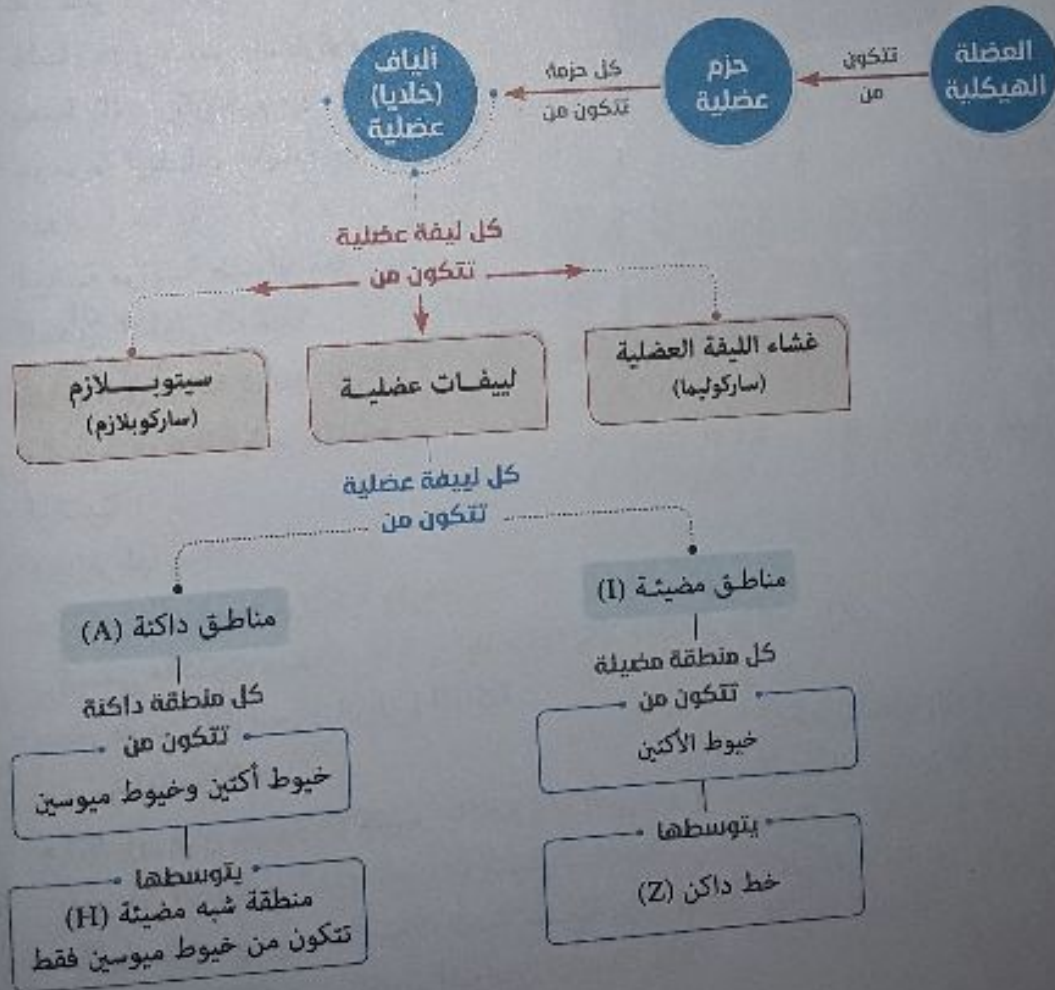 العضلة
الهيكلية
تتكون
من
حزم
عضلية
كل حزمة
تتكون من
ألياف
(خلايا)
عضلية
كل ليفة عضلية
تتكون من
غشاء الليفة العضلية
(ساركوليما)
لييفات عضلية
سيتوبلازم
(ساركوبلازم)
كل لييفة عضلية
تتكون من
مناطق مضيئة (I)
كل منطقة مضيئة
تتكون من
خيوط الأكتين
يتوسطها
خط داكن (Z)
مناطق داكنة (A)
كل منطقة داكنة
تتكون من
خيوط أكتين وخيوط ميوسين
يتوسطها
منطقة شبه مضيئة (H)
تتكون من خيوط ميوسين فقط